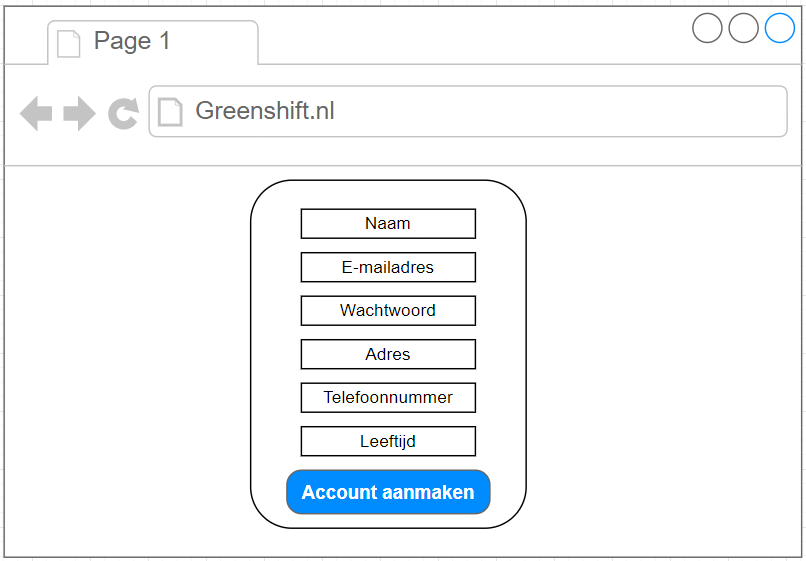 Page 1
Greenshift.nl
Naam
E-mailadres
Wachtwoord
Adres
Telefoonnummer
Leeftijd
Account aanmaken